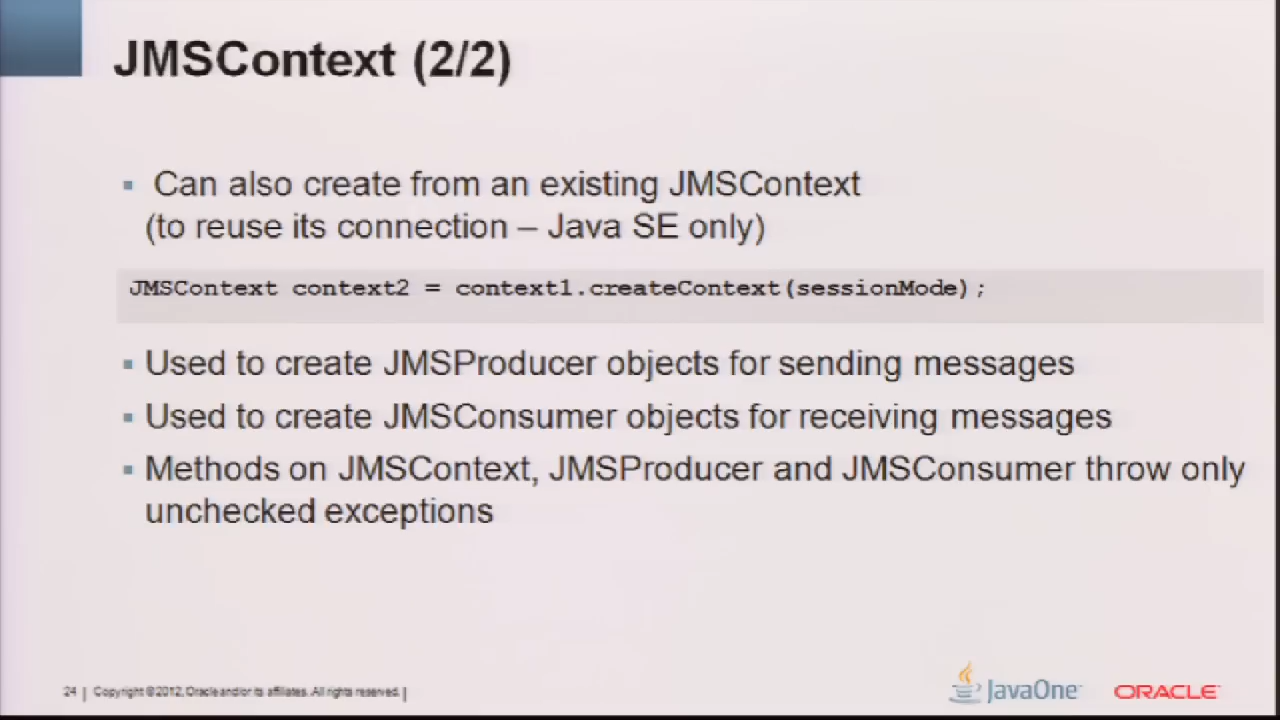 JMSContext (2/2)
Can also create from an existing JMSContext
(to reuse its connection – Java SE only)
JMSContext context2 = context1.createContext(sessionMode);
Used to create JMSProducer objects for sending messages
Used to create JMSConsumer objects for receiving messages
Methods on JMSContext, JMSProducer and JMSConsumer throw only
unchecked exceptions
24 | Copyright © 2012, Oracle and/or its affiliates. All rights reserved. |
JavaOne
ORACLE